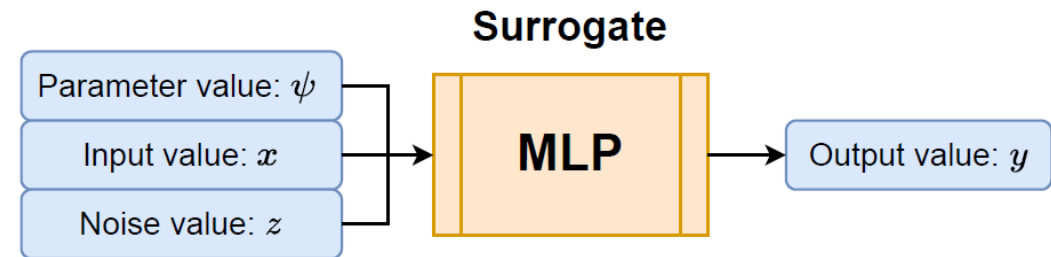 Surrogate
Parameter value: ψ
Input value: x
Noise value: z
MLP
Output value: y